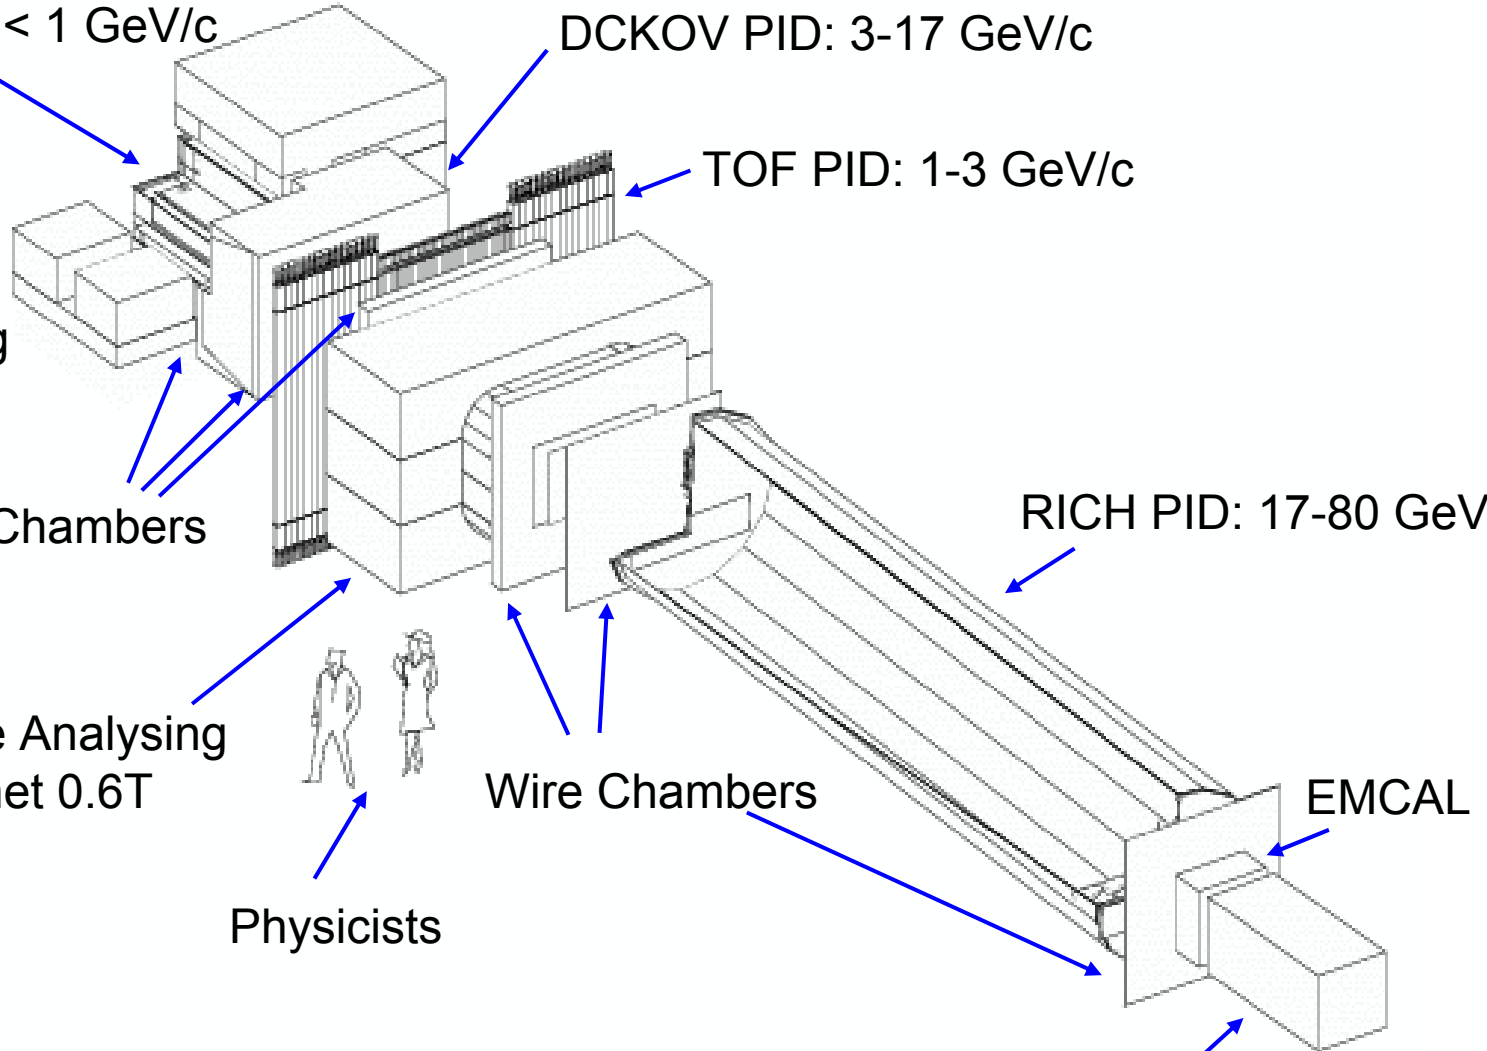 < 1 GeV/c
DCKOV PID: 3-17 GeV/c
TOF PID: 1-3 GeV/c
g
Chambers
RICH PID: 17-80 GeV
e Analysing
net 0.6T
Wire Chambers
EMCAL
Physicists